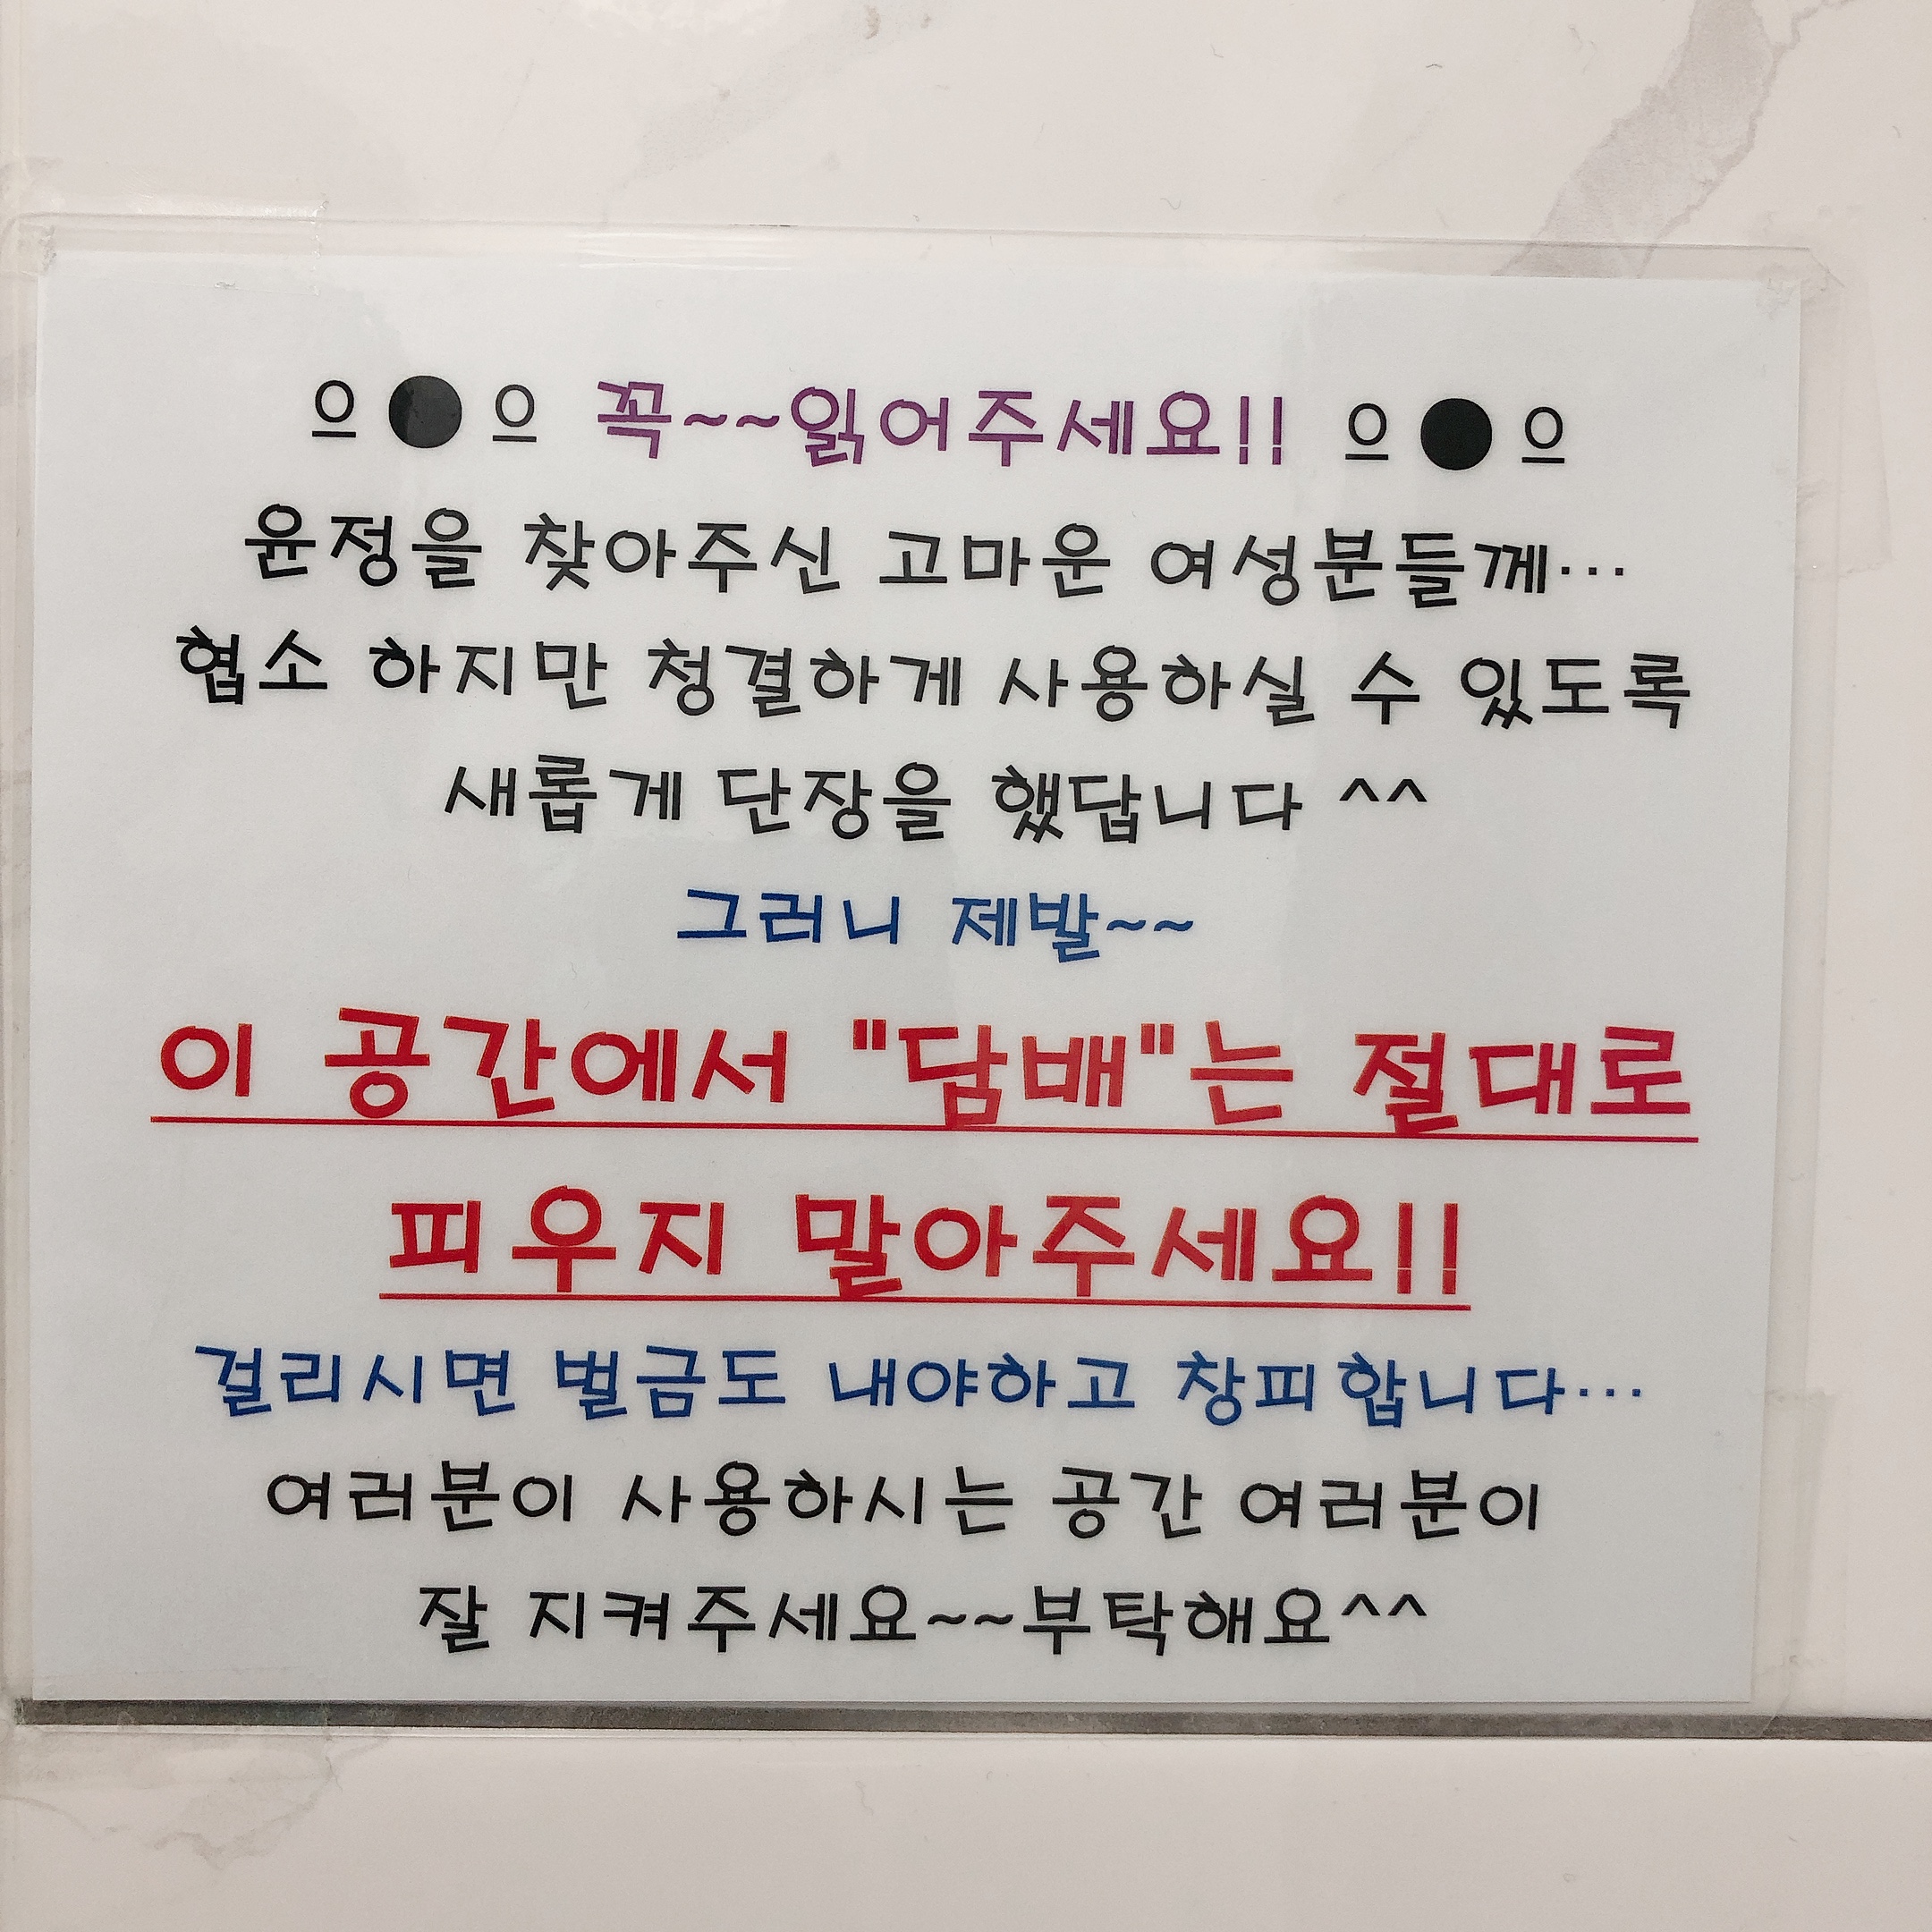 으●으 꼭~~읽어주세요!! 으●으
윤정을 찾아주신 고마운 여성분들께…
협소 하지만 청결하게 사용하실 수 있도록
새롭게 단장을 했답니다 ^^
그러니 제발~~
이 공간에서 "담배"는 절대로
피우지 말아주세요!!
걸리시면 벌금도 내야하고 창피합니다…
여러분이 사용하시는 공간 여러분이
잘 지켜주세요~~부탁해요^^